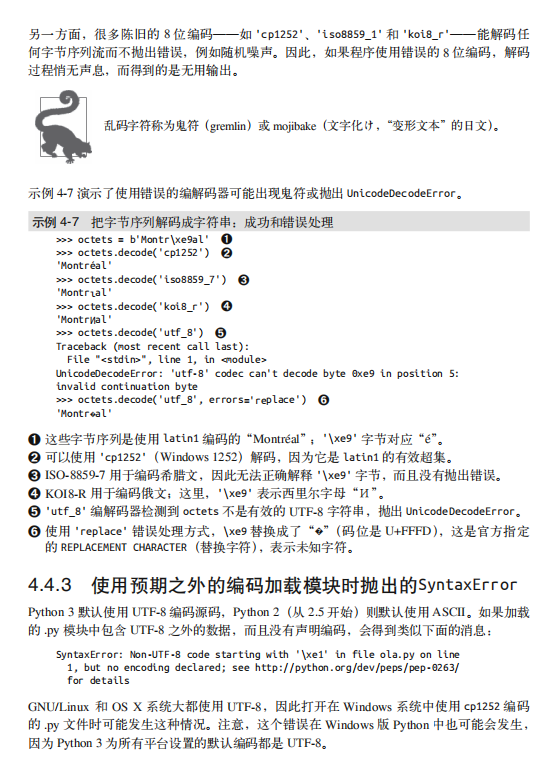 另一方面，很多陈旧的 8 位编码——如 'cp1252'、'iso8859_1' 和 'koi8_r'——能解码任
何字节序列流而不抛出错误，例如随机噪声。因此，如果程序使用错误的 8 位编码，解码
过程悄无声息，而得到的是无用输出。
乱码字符称为鬼符（gremlin）或 mojibake（文字化け，“变形文本”的日文）。
示例 4-7 演示了使用错误的编解码器可能出现鬼符或抛出 UnicodeDecodeError。
示例 4-7 把字节序列解码成字符串：成功和错误处理
>>> octets = b'Montr\xe9al' ❶
>>> octets.decode('cp1252') ❷
'Montréal'
>>> octets.decode('iso8859_7') ❸
'Montrιal'
>>> octets.decode('koi8_r') ❹
'MontrИal'
>>> octets.decode('utf_8') ❺
Traceback (most recent call last):
  File "<stdin>", line 1, in <module>
UnicodeDecodeError: 'utf-8' codec can't decode byte 0xe9 in position 5:
invalid continuation byte
>>> octets.decode('utf_8', errors='replace') ❻
'Montr�al'
❶ 这些字节序列是使用 latin1 编码的“Montréal”；'\xe9' 字节对应“é”。
❷ 可以使用 'cp1252'（Windows 1252）解码，因为它是 latin1 的有效超集。
❸ ISO-8859-7 用于编码希腊文，因此无法正确解释 '\xe9' 字节，而且没有抛出错误。
❹ KOI8-R 用于编码俄文；这里，'\xe9' 表示西里尔字母“И”。
❺ 'utf_8' 编解码器检测到 octets 不是有效的 UTF-8 字符串，抛出 UnicodeDecodeError。
❻ 使用 'replace' 错误处理方式，\xe9 替换成了“�”（码位是 U+FFFD），这是官方指定
的 REPLACEMENT CHARACTER（替换字符），表示未知字符。
4.4.3 使用预期之外的编码加载模块时抛出的SyntaxError
Python 3 默认使用 UTF-8 编码源码，Python 2（从 2.5 开始）则默认使用 ASCII。如果加载
的 .py 模块中包含 UTF-8 之外的数据，而且没有声明编码，会得到类似下面的消息：
SyntaxError: Non-UTF-8 code starting with '\xe1' in file ola.py on line
  1, but no encoding declared; see http://python.org/dev/peps/pep-0263/
  for details
GNU/Linux 和 OS X 系统大都使用 UTF-8，因此打开在 Windows 系统中使用 cp1252 编码
的 .py 文件时可能发生这种情况。注意，这个错误在 Windows 版 Python 中也可能会发生，
因为 Python 3 为所有平台设置的默认编码都是 UTF-8。